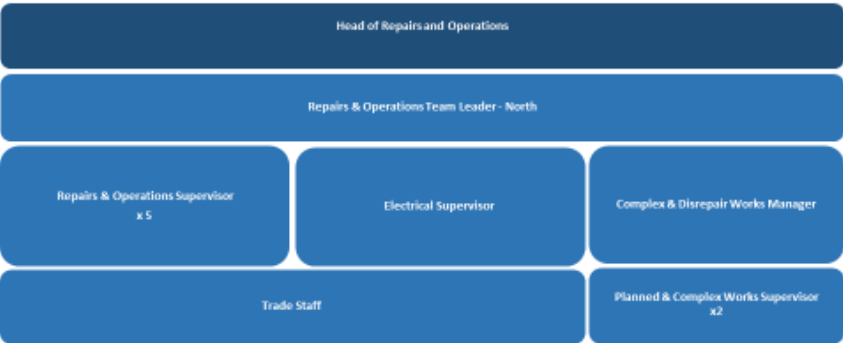 Head of Repairs and Operations
Repairs & Operations Team Leader - North
Repairs & Operations Supervisor
x 5
Electrical Supervisor
Complex & Disrepair Works Manager
Trade Staff
Planned & Complex Works Supervisor
x2